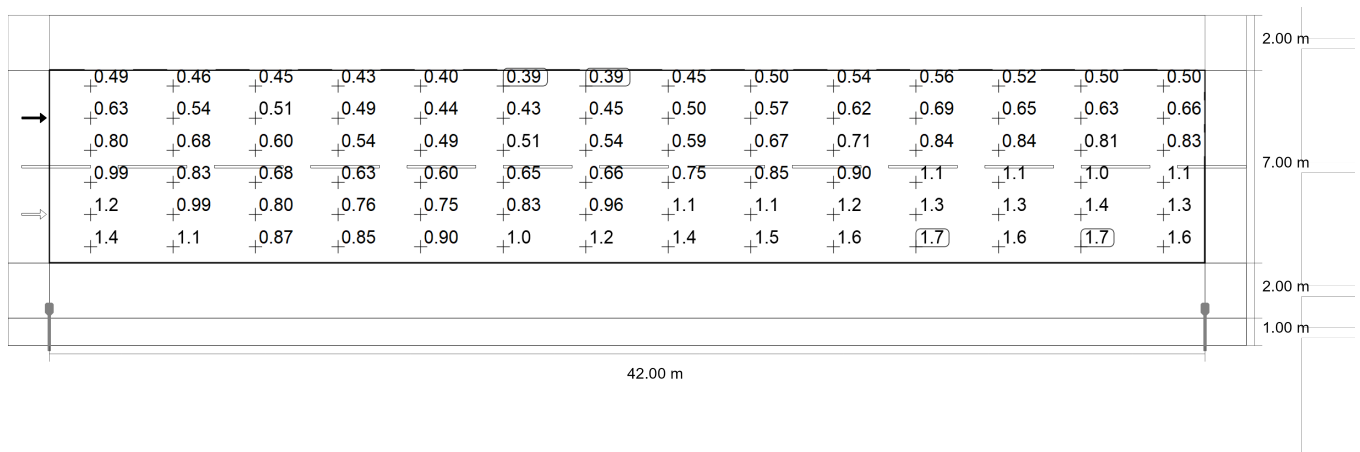 2.00 m
0.49 0.46 0.45 0.43 0.40 0.39 0.39 0.45 0.50 0.54 0.56 0.52 0.50 0.50
0.63 0.54 0.51 0.49 0.44 0.43 0.45 0.50 0.57 0.62 0.69 0.65 0.63 0.66
0.80 0.68 0.60 0.54 0.49 0.51 0.54 0.59 0.67 0.71 0.84 0.84 0.81 0.83
7.00 m
0.99 0.83 0.68 0.63 0.60 0.65 0.66 0.75 0.85 0.90 1.1 1.1 1.0 1.1
1.2 0.99 0.80 0.76 0.75 0.83 0.96 1.1 1.1 1.2 1.3 1.3 1.4 1.3
1.4 1.1 0.87 0.85 0.90 1.0 1.2 1.4 1.5 1.6 1.7 1.6 1.7 1.6
2.00 m
1.00 m
42.00 m